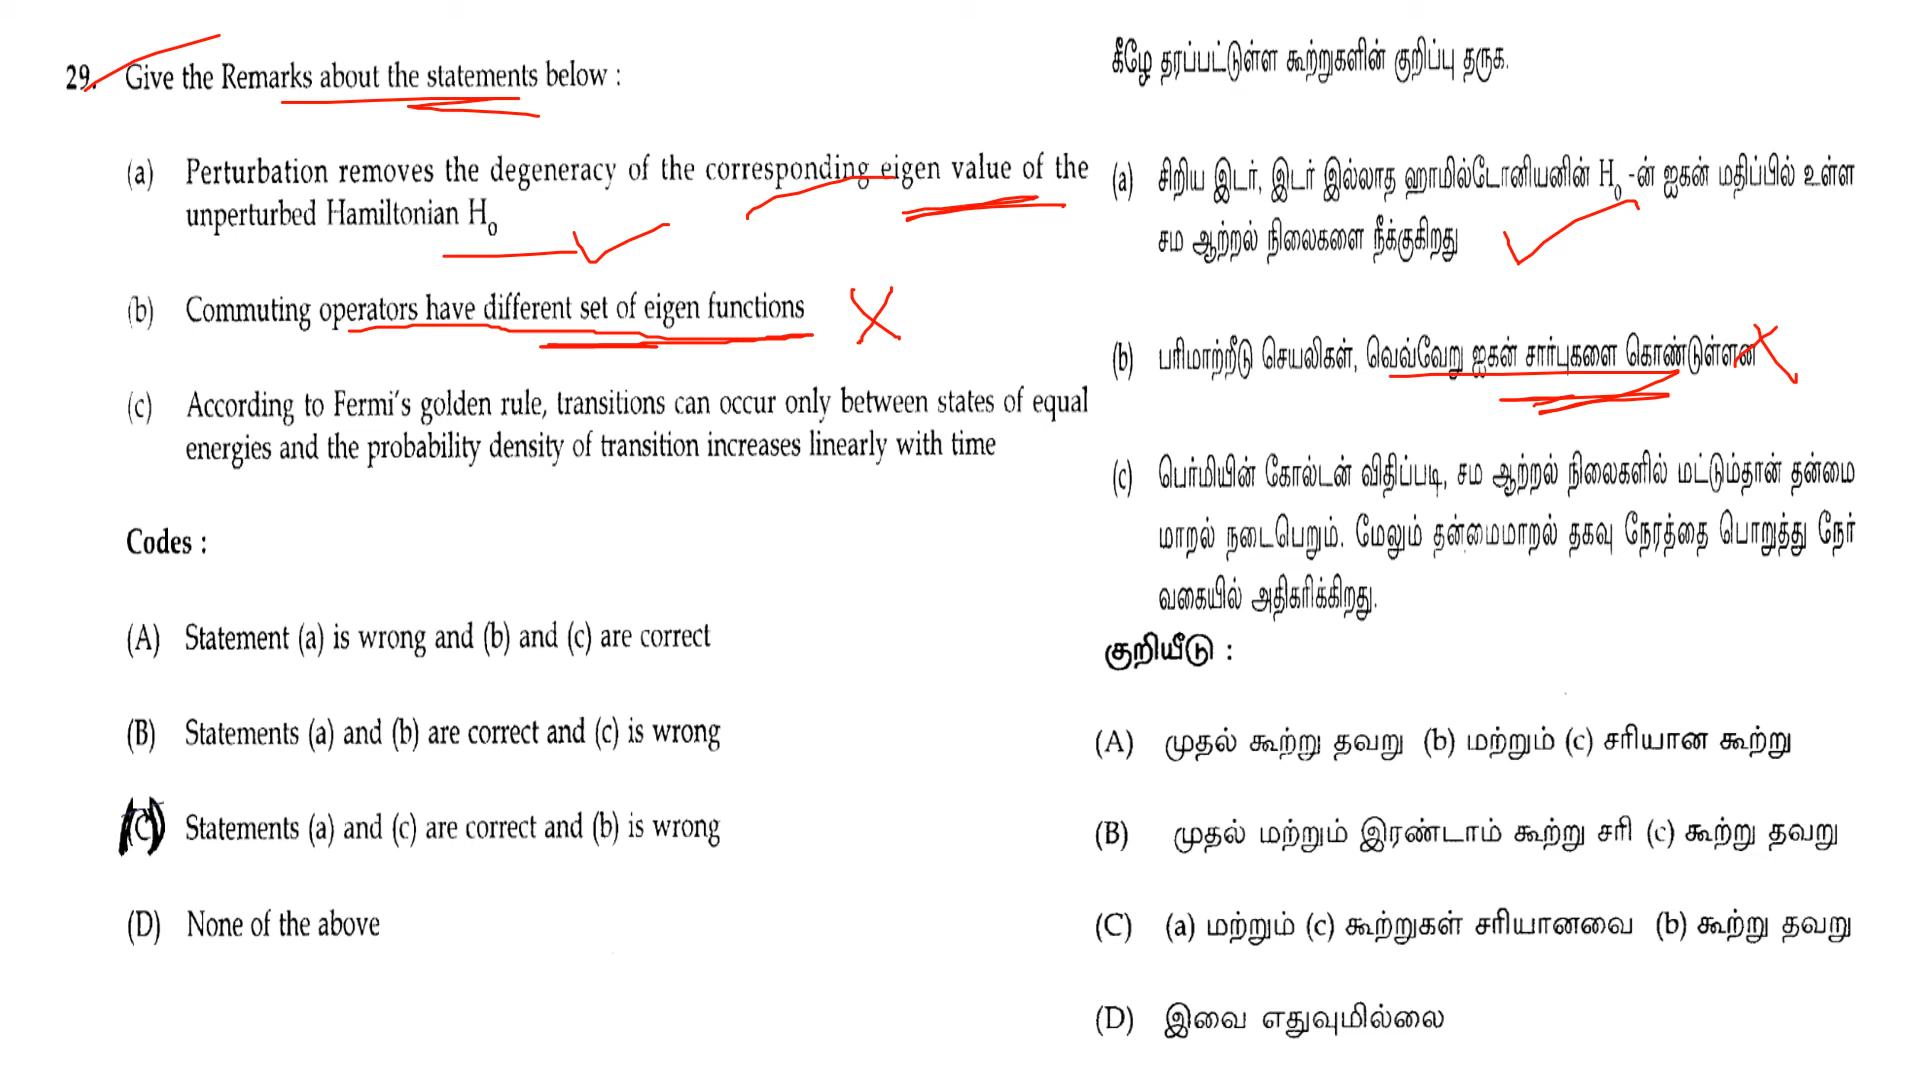 29. Give the Remarks about the statements below :
(a) Perturbation removes the degeneracy of the corresponding eigen value of the
unperturbed Hamiltonian H₀
(b) Commuting operators have different set of eigen functions
(c) According to Fermi's golden rule, transitions can occur only between states of equal
energies and the probability density of transition increases linearly with time
Codes :
(A) Statement (a) is wrong and (b) and (c) are correct
(B) Statements (a) and (b) are correct and (c) is wrong
(C) Statements (a) and (c) are correct and (b) is wrong
(D) None of the above
கீழே தரப்பட்டுள்ள கூற்றுகளின் குறிப்பு தருக.
(a) சிறிய இடர், இடர் இல்லாத ஹாமில்டோனியனின் H₀ -ன் ஐகன் மதிப்பில் உள்ள
சம ஆற்றல் நிலைகளை நீக்குகிறது
(b) பரிமாற்றீடு செயலிகள், வெவ்வேறு ஐகன் சார்புகளை கொண்டுள்ளன
(c) பெர்மியின் கோல்டன் விதிப்படி, சம ஆற்றல் நிலைகளில் மட்டும்தான் தன்மை
மாறல் நடைபெறும். மேலும் தன்மைமாறல் தகவு நேரத்தை பொறுத்து நேர்
வகையில் அதிகரிக்கிறது.
குறியீடு :
(A) முதல் கூற்று தவறு (b) மற்றும் (c) சரியான கூற்று
(B) முதல் மற்றும் இரண்டாம் கூற்று சரி (c) கூற்று தவறு
(C) (a) மற்றும் (c) கூற்றுகள் சரியானவை (b) கூற்று தவறு
(D) இவை எதுவுமில்லை